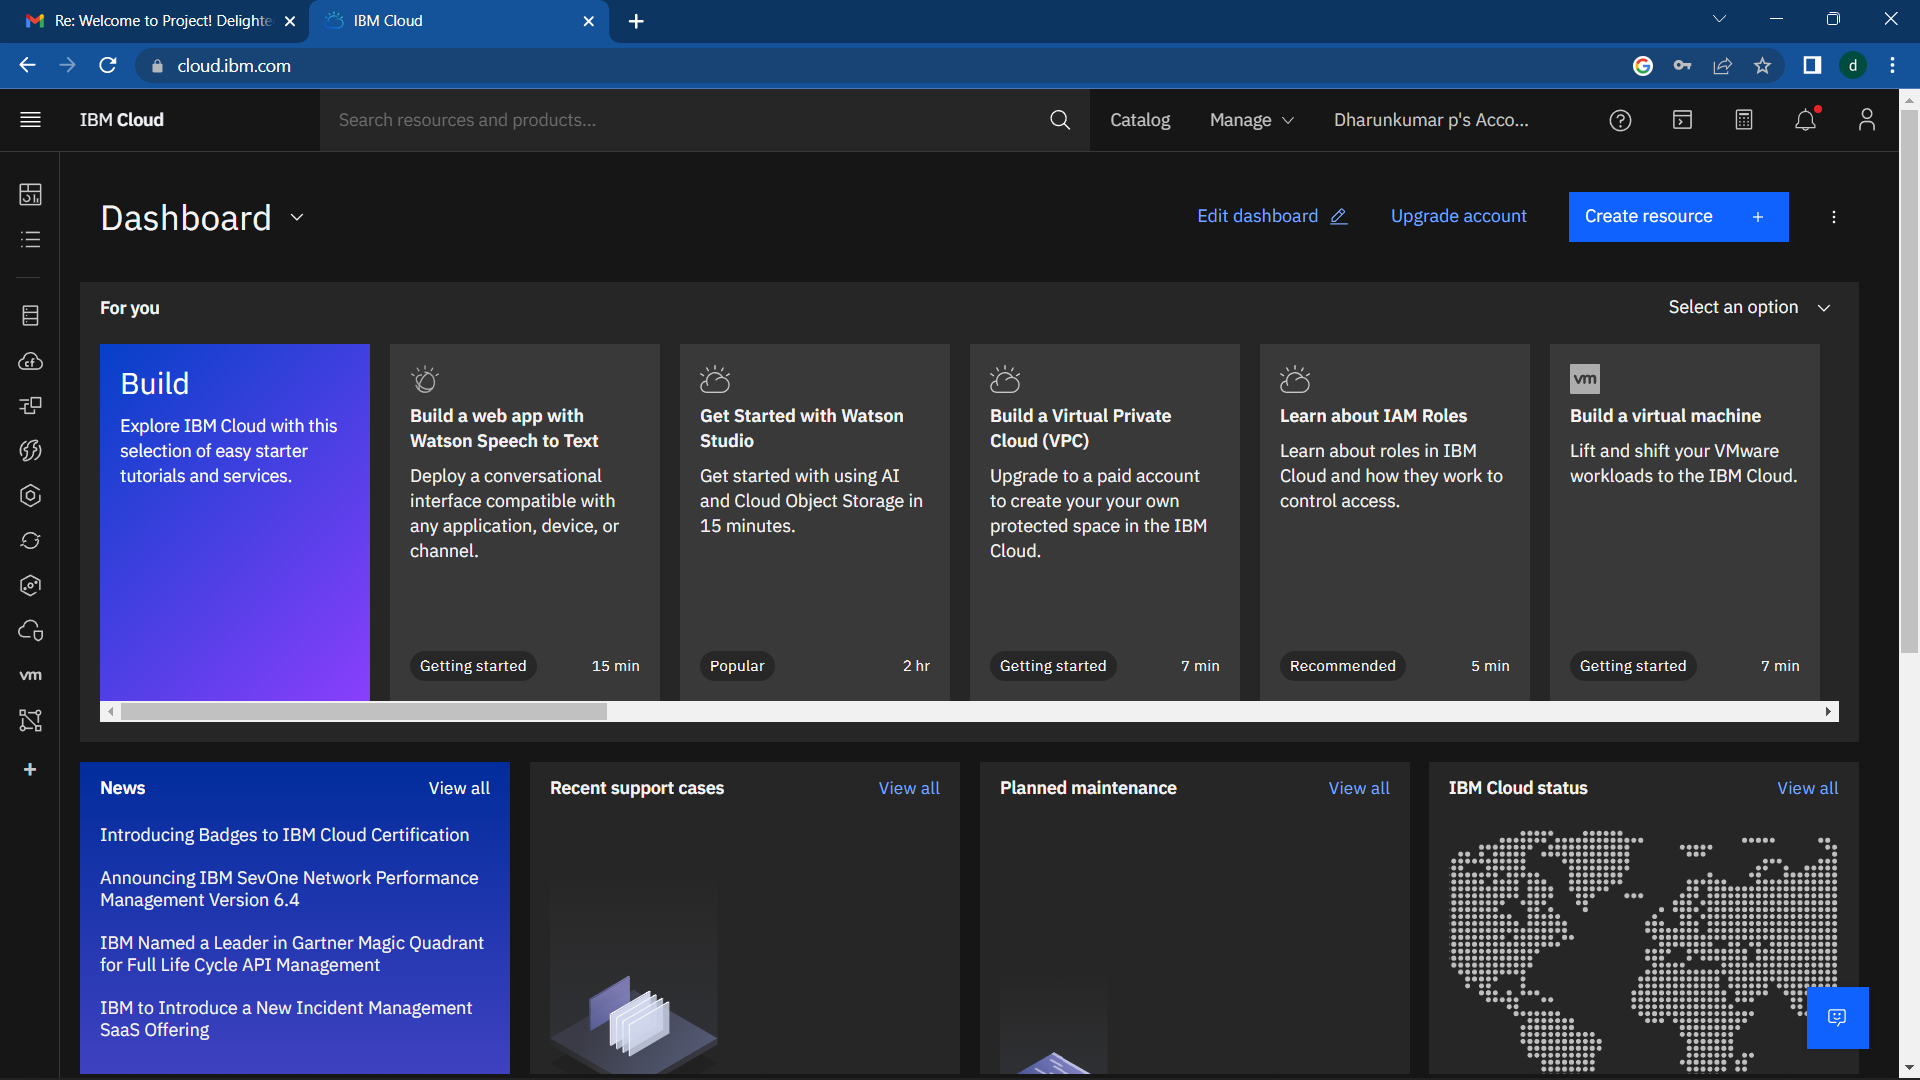 Re: Welcome to Project! Delighte
IBM Cloud
cloud.ibm.com
d
IBM Cloud
Search resources and products...
Catalog
Manage
Dharunkumar p's Acco...
Dashboard
Edit dashboard
Upgrade account
Create resource +
For you
Select an option
Build
Explore IBM Cloud with this
selection of easy starter
tutorials and services.
Build a web app with
Watson Speech to Text
Deploy a conversational
interface compatible with
any application, device, or
channel.
Getting started
15 min
Get Started with Watson
Studio
Get started with using AI
and Cloud Object Storage in
15 minutes.
Popular
2 hr
Build a Virtual Private
Cloud (VPC)
Upgrade to a paid account
to create your your own
protected space in the IBM
Cloud.
Getting started
7 min
Learn about IAM Roles
Learn about roles in IBM
Cloud and how they work to
control access.
Recommended
5 min
vm
Build a virtual machine
Lift and shift your VMware
workloads to the IBM Cloud.
Getting started
7 min
cf
vm
News
View all
Introducing Badges to IBM Cloud Certification
Announcing IBM SevOne Network Performance
Management Version 6.4
IBM Named a Leader in Gartner Magic Quadrant
for Full Life Cycle API Management
IBM to Introduce a New Incident Management
SaaS Offering
Recent support cases
View all
Planned maintenance
View all
IBM Cloud status
View all